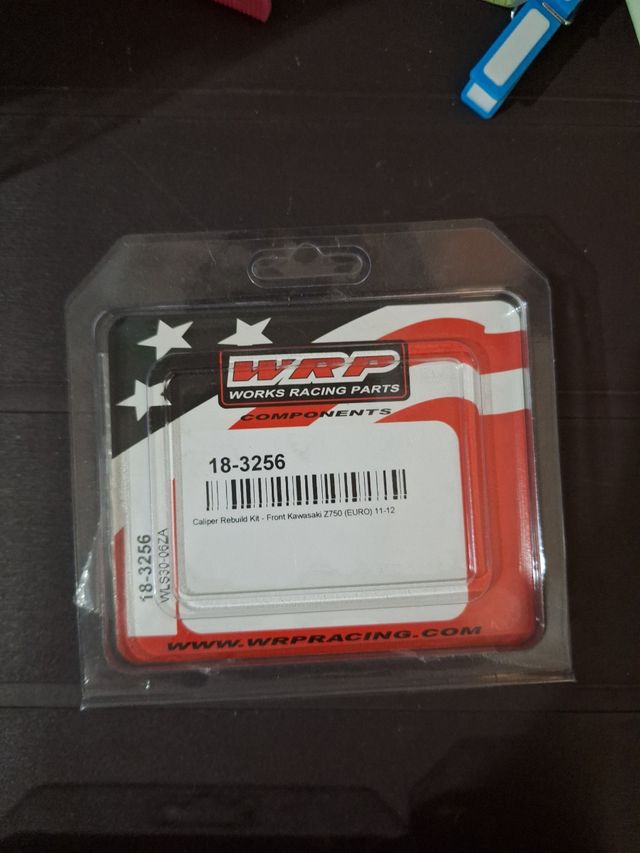 WRP
WORKS RACING PARTS
COMPONENTS
18-3256
Caliper Rebuild Kit - Front Kawasaki Z750 (EURO) 11-12
18-3256
WLS30-06ZA
WWW.WRPRACING.COM